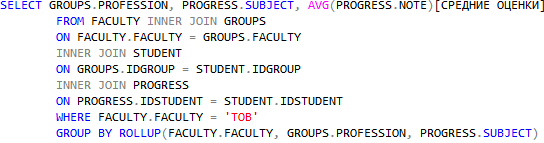 SELECT GROUPS.PROFESSION, PROGRESS.SUBJECT, AVG(PROGRESS.NOTE)[СРЕДНИЕ ОЦЕНКИ]
FROM FACULTY INNER JOIN GROUPS
ON FACULTY.FACULTY = GROUPS.FACULTY
INNER JOIN STUDENT
ON GROUPS.IDGROUP = STUDENT.IDGROUP
INNER JOIN PROGRESS
ON PROGRESS.IDSTUDENT = STUDENT.IDSTUDENT
WHERE FACULTY.FACULTY = 'ТОВ'
GROUP BY ROLLUP(FACULTY.FACULTY, GROUPS.PROFESSION, PROGRESS.SUBJECT)